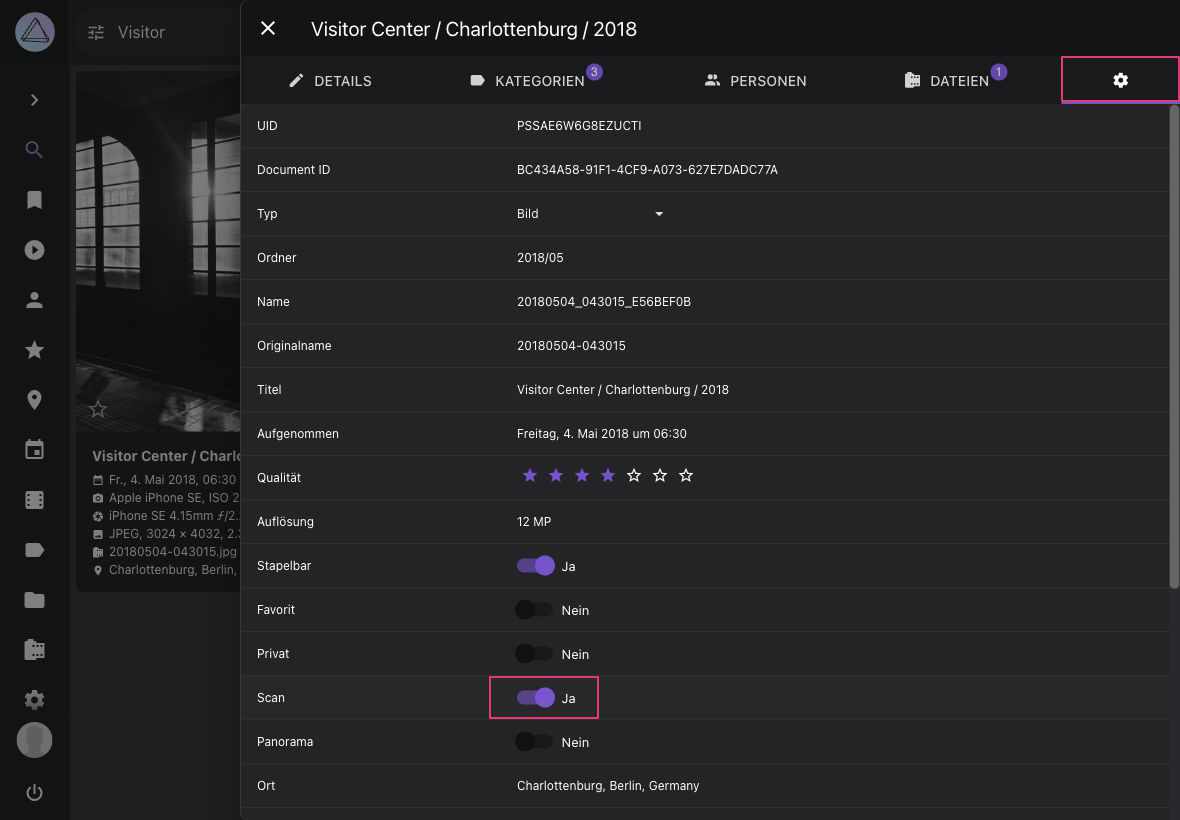 Visitor
Visitor Center / Charlottenburg / 2018
DETAILS
KATEGORIEN 3
PERSONEN
DATEIEN 1
UID PSSAE6W6G8EZUCTI
Document ID BC434A58-91F1-4CF9-A073-627E7DADC77A
Typ Bild
Ordner 2018/05
Name 20180504_043015_E56BEF0B
Originalname 20180504-043015
Titel Visitor Center / Charlottenburg / 2018
Aufgenommen Freitag, 4. Mai 2018 um 06:30
Qualität
Auflösung 12 MP
Stapelbar Ja
Favorit Nein
Privat Nein
Scan Ja
Panorama Nein
Ort Charlottenburg, Berlin, Germany
Visitor Center / Charlo
Fr., 4. Mai 2018, 06:30
Apple iPhone SE, ISO 2
iPhone SE 4.15mm ƒ/2.
JPEG, 3024 × 4032, 2.
20180504-043015.jpg
Charlottenburg, Berlin,